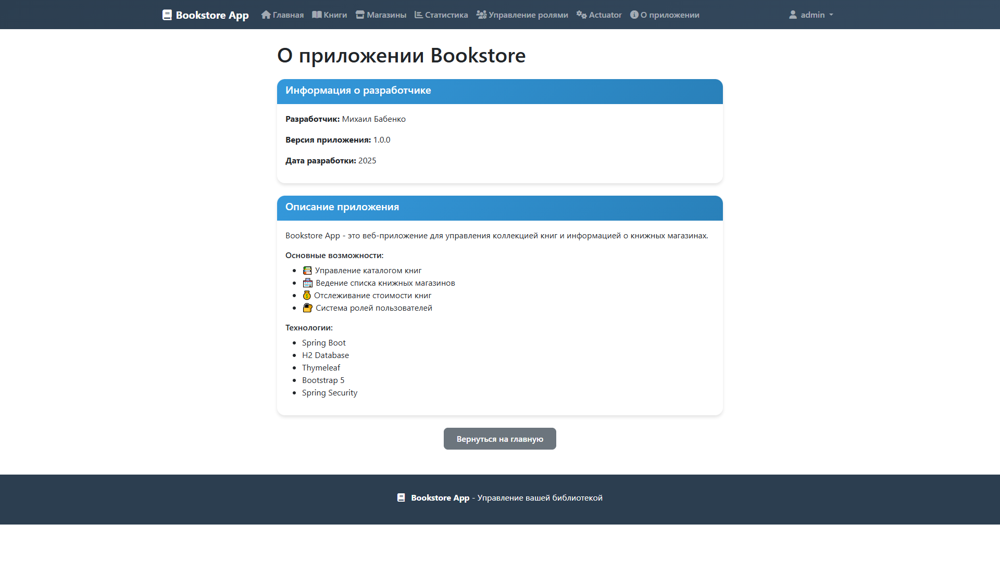 Bookstore App Главная Книги Магазины Статистика Управление ролями Actuator О приложении admin
О приложении Bookstore
Информация о разработчике
Разработчик: Михаил Бабенко
Версия приложения: 1.0.0
Дата разработки: 2025
Описание приложения
Bookstore App - это веб-приложение для управления коллекцией книг и информацией о книжных магазинах.
Основные возможности:
📚 Управление каталогом книг
🏪 Ведение списка книжных магазинов
💰 Отслеживание стоимости книг
🔐 Система ролей пользователей
Технологии:
Spring Boot
H2 Database
Thymeleaf
Bootstrap 5
Spring Security
Вернуться на главную
Bookstore App - Управление вашей библиотекой